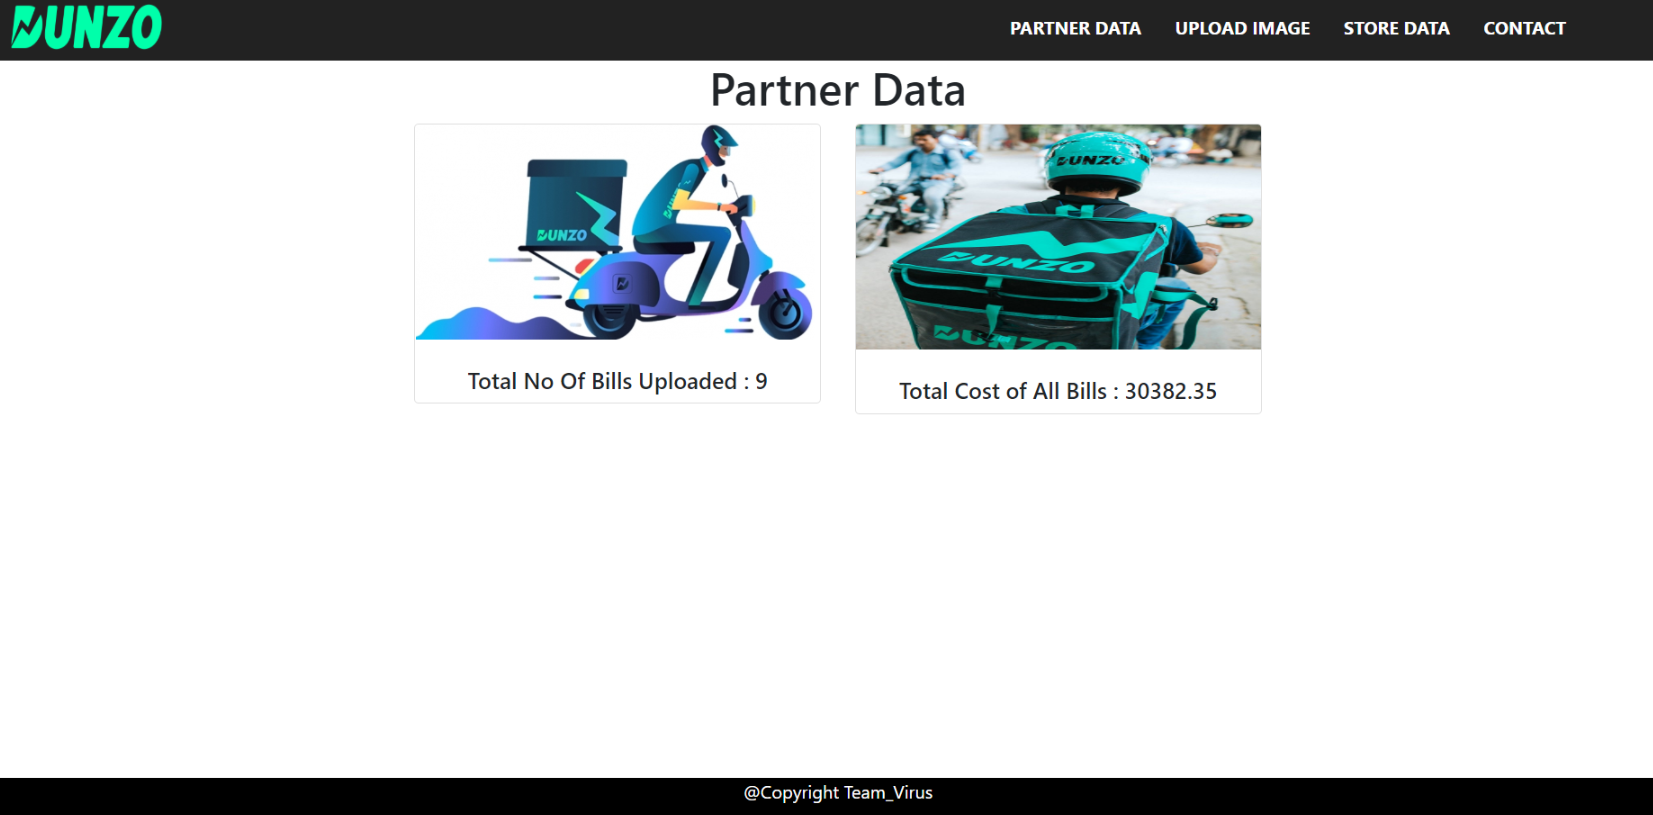 DUNZO
PARTNER DATA
UPLOAD IMAGE
STORE DATA
CONTACT
Partner Data
DUNZO
DUNZO
Total No Of Bills Uploaded : 9
DUNZO
DUNZO
DUNZO
Total Cost of All Bills : 30382.35
@Copyright Team_Virus